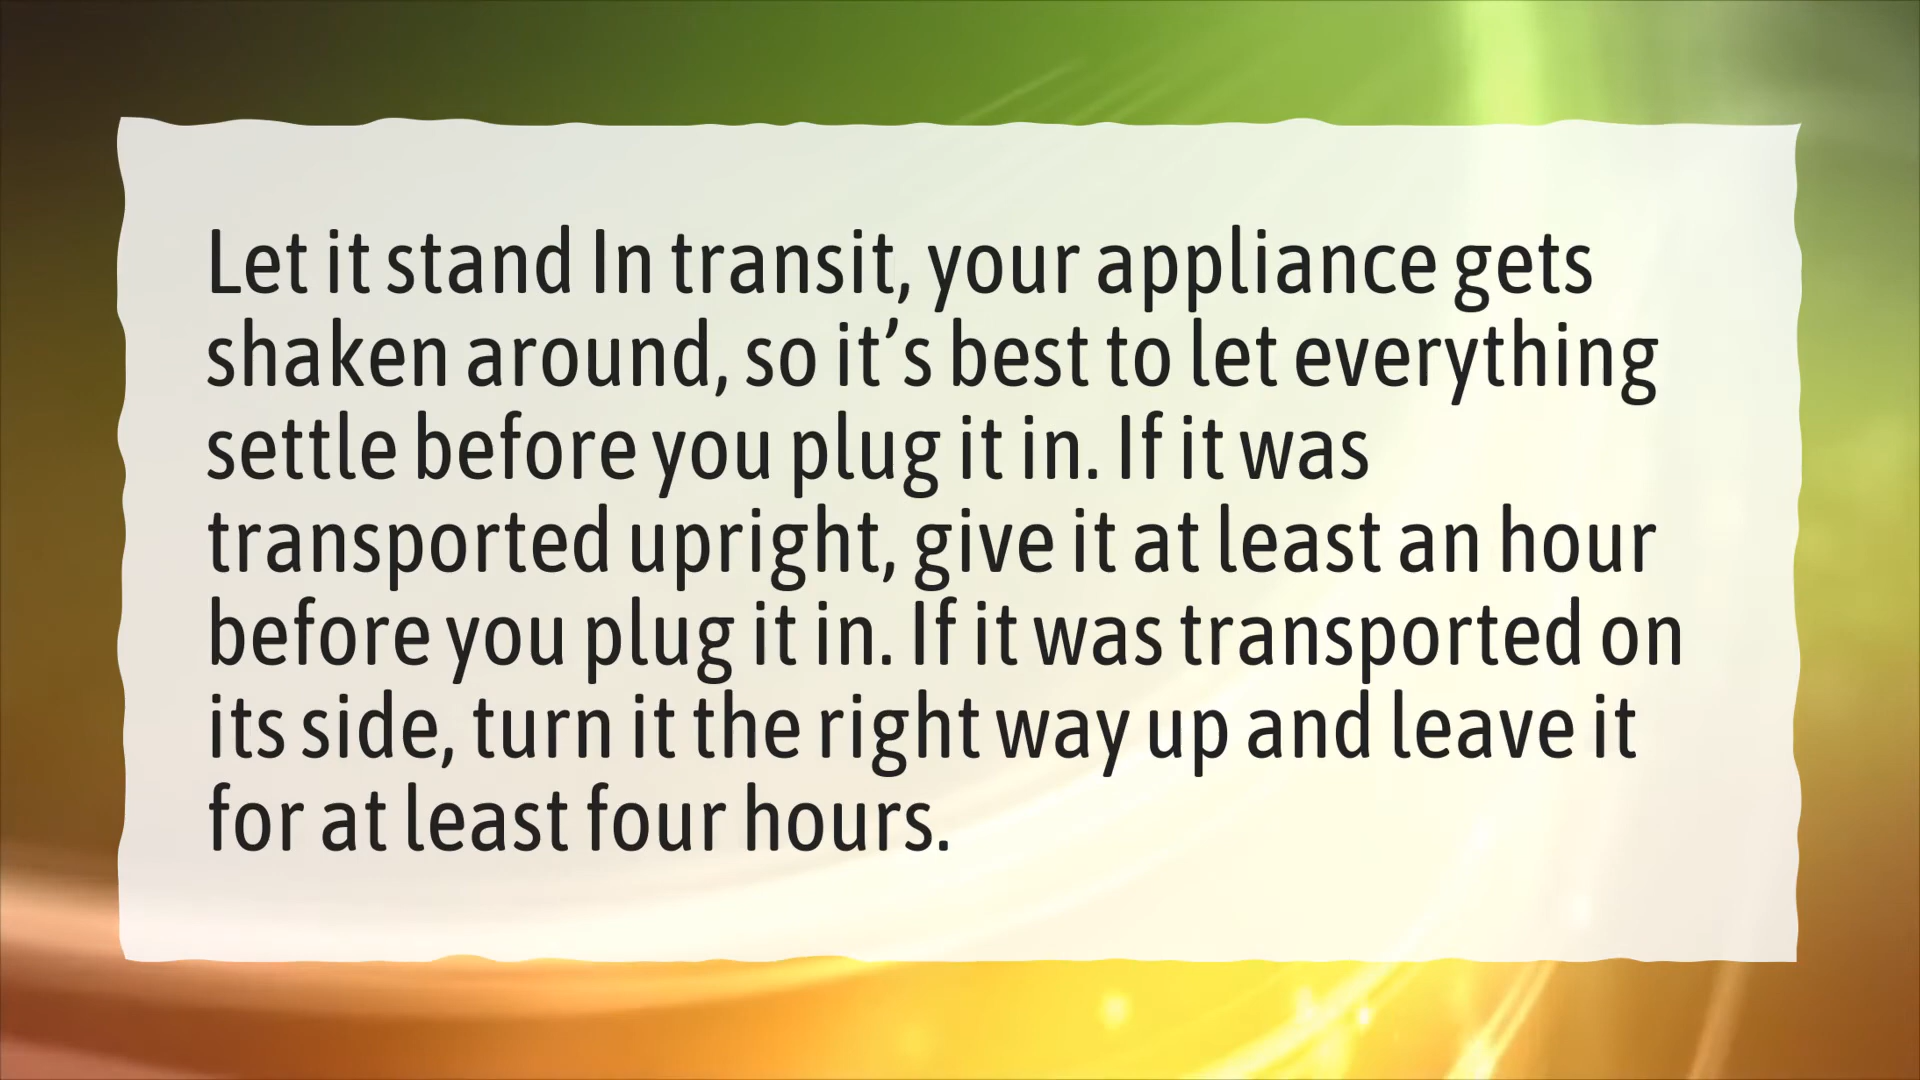 Let it stand In transit, your appliance gets
shaken around, so it’s best to let everything
settle before you plug it in. If it was
transported upright, give it at least an hour
before you plug it in. If it was transported on
its side, turn it the right way up and leave it
for at least four hours.